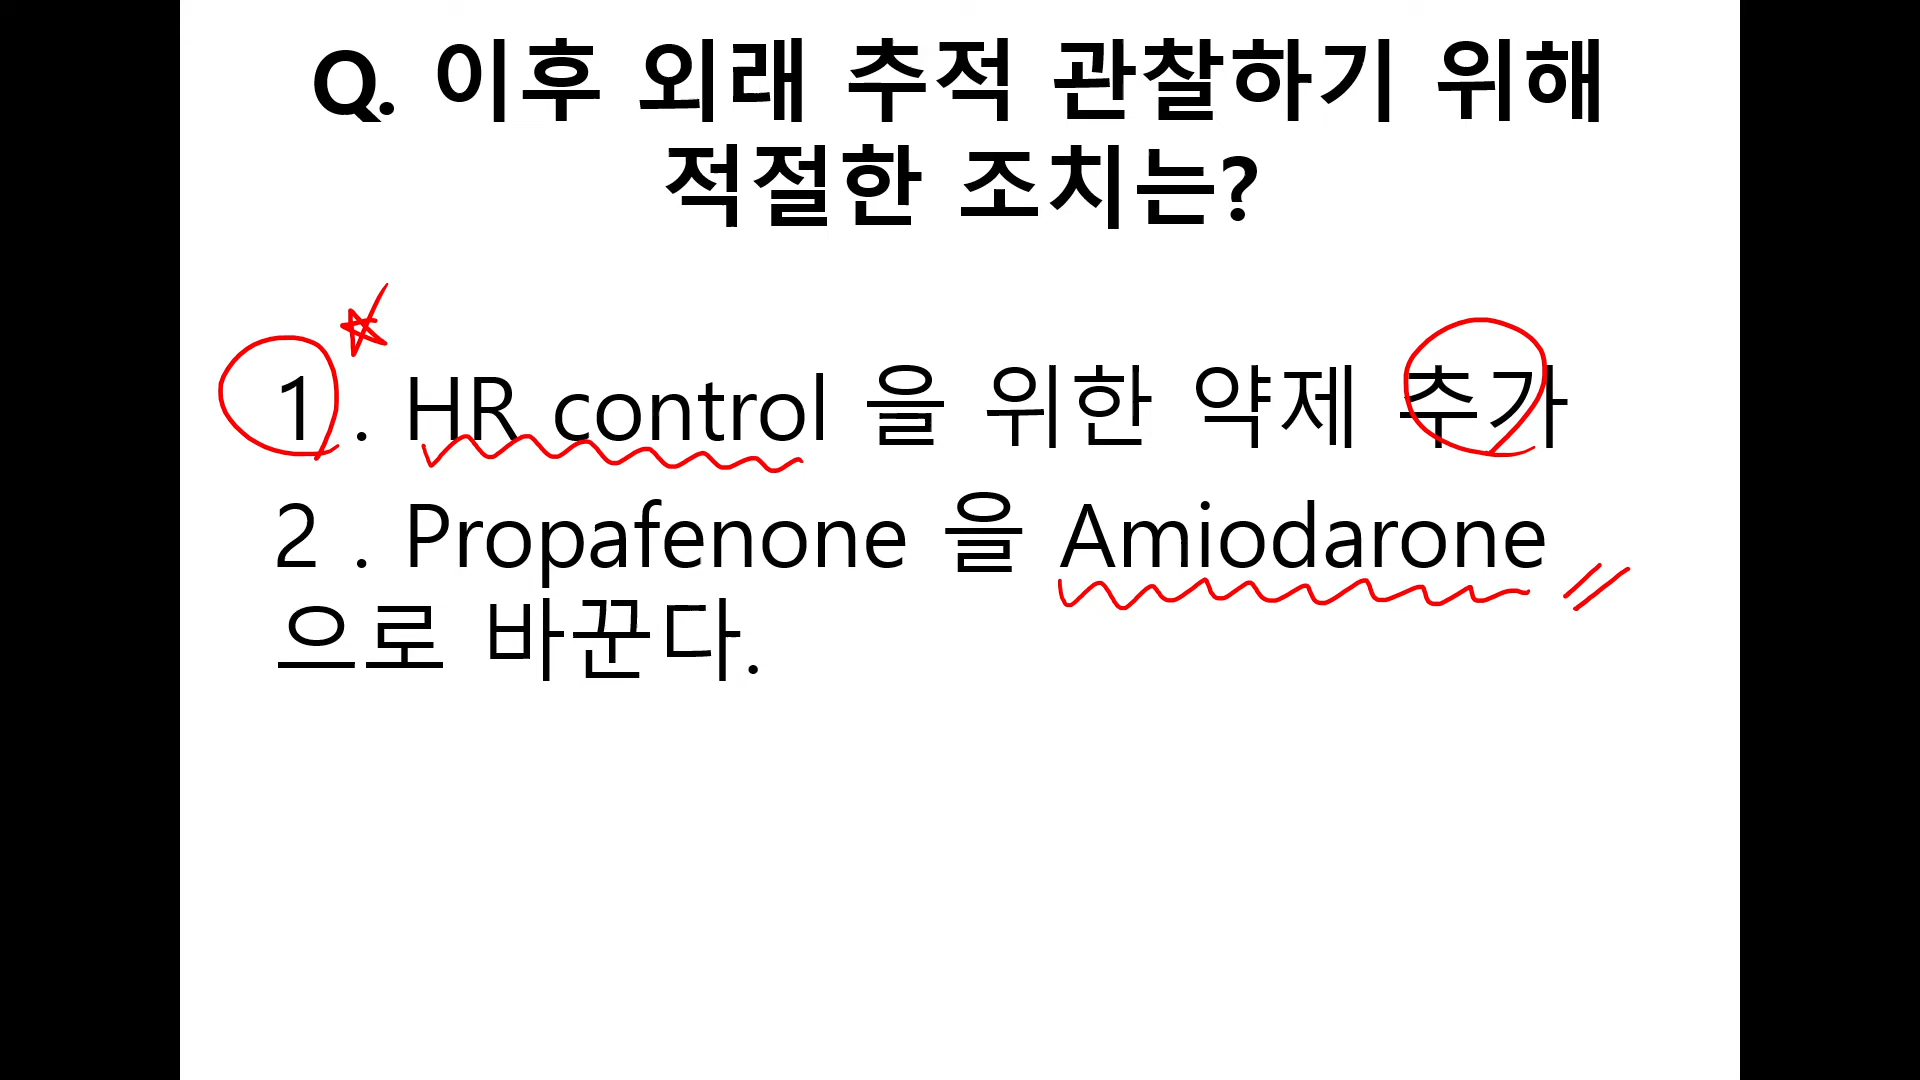 Q. 이후 외래 추적 관찰하기 위해
적절한 조치는?
1 . HR control 을 위한 약제 추가
2 . Propafenone 을 Amiodarone
으로 바꾼다.